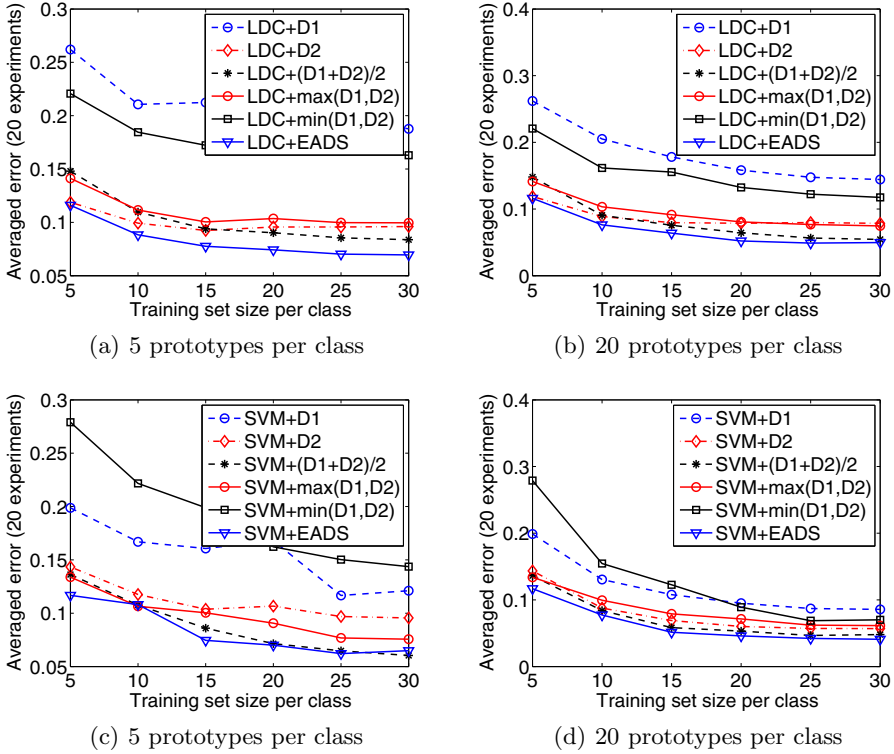 0.3
0.25
0.2
0.15
0.1
0.05
Averaged error (20 experiments)
LDC+D1
LDC+D2
LDC+(D1+D2)/2
LDC+max(D1,D2)
LDC+min(D1,D2)
LDC+EADS
5 10 15 20 25 30
Training set size per class
(a) 5 prototypes per class
0.4
0.3
0.2
0.1
0
Averaged error (20 experiments)
LDC+D1
LDC+D2
LDC+(D1+D2)/2
LDC+max(D1,D2)
LDC+min(D1,D2)
LDC+EADS
5 10 15 20 25 30
Training set size per class
(b) 20 prototypes per class
0.3
0.25
0.2
0.15
0.1
0.05
Averaged error (20 experiments)
SVM+D1
SVM+D2
SVM+(D1+D2)/2
SVM+max(D1,D2)
SVM+min(D1,D2)
SVM+EADS
5 10 15 20 25 30
Training set size per class
(c) 5 prototypes per class
0.4
0.3
0.2
0.1
0
Averaged error (20 experiments)
SVM+D1
SVM+D2
SVM+(D1+D2)/2
SVM+max(D1,D2)
SVM+min(D1,D2)
SVM+EADS
5 10 15 20 25 30
Training set size per class
(d) 20 prototypes per class